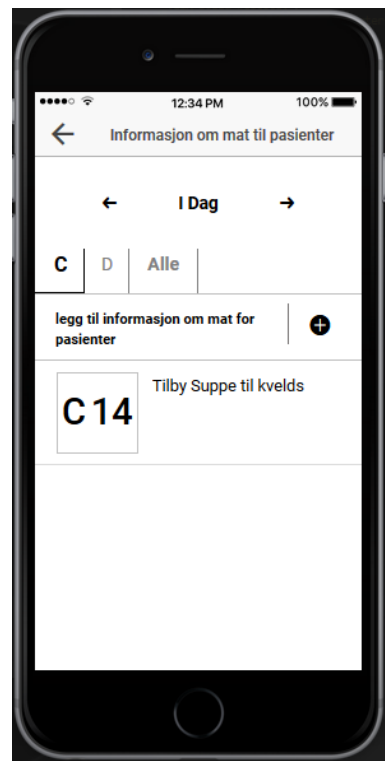 12:34 PM 100%
Informasjon om mat til pasienter
I Dag
C D Alle
legg til informasjon om mat for
pasienter
C 14
Tilby Suppe til kvelds